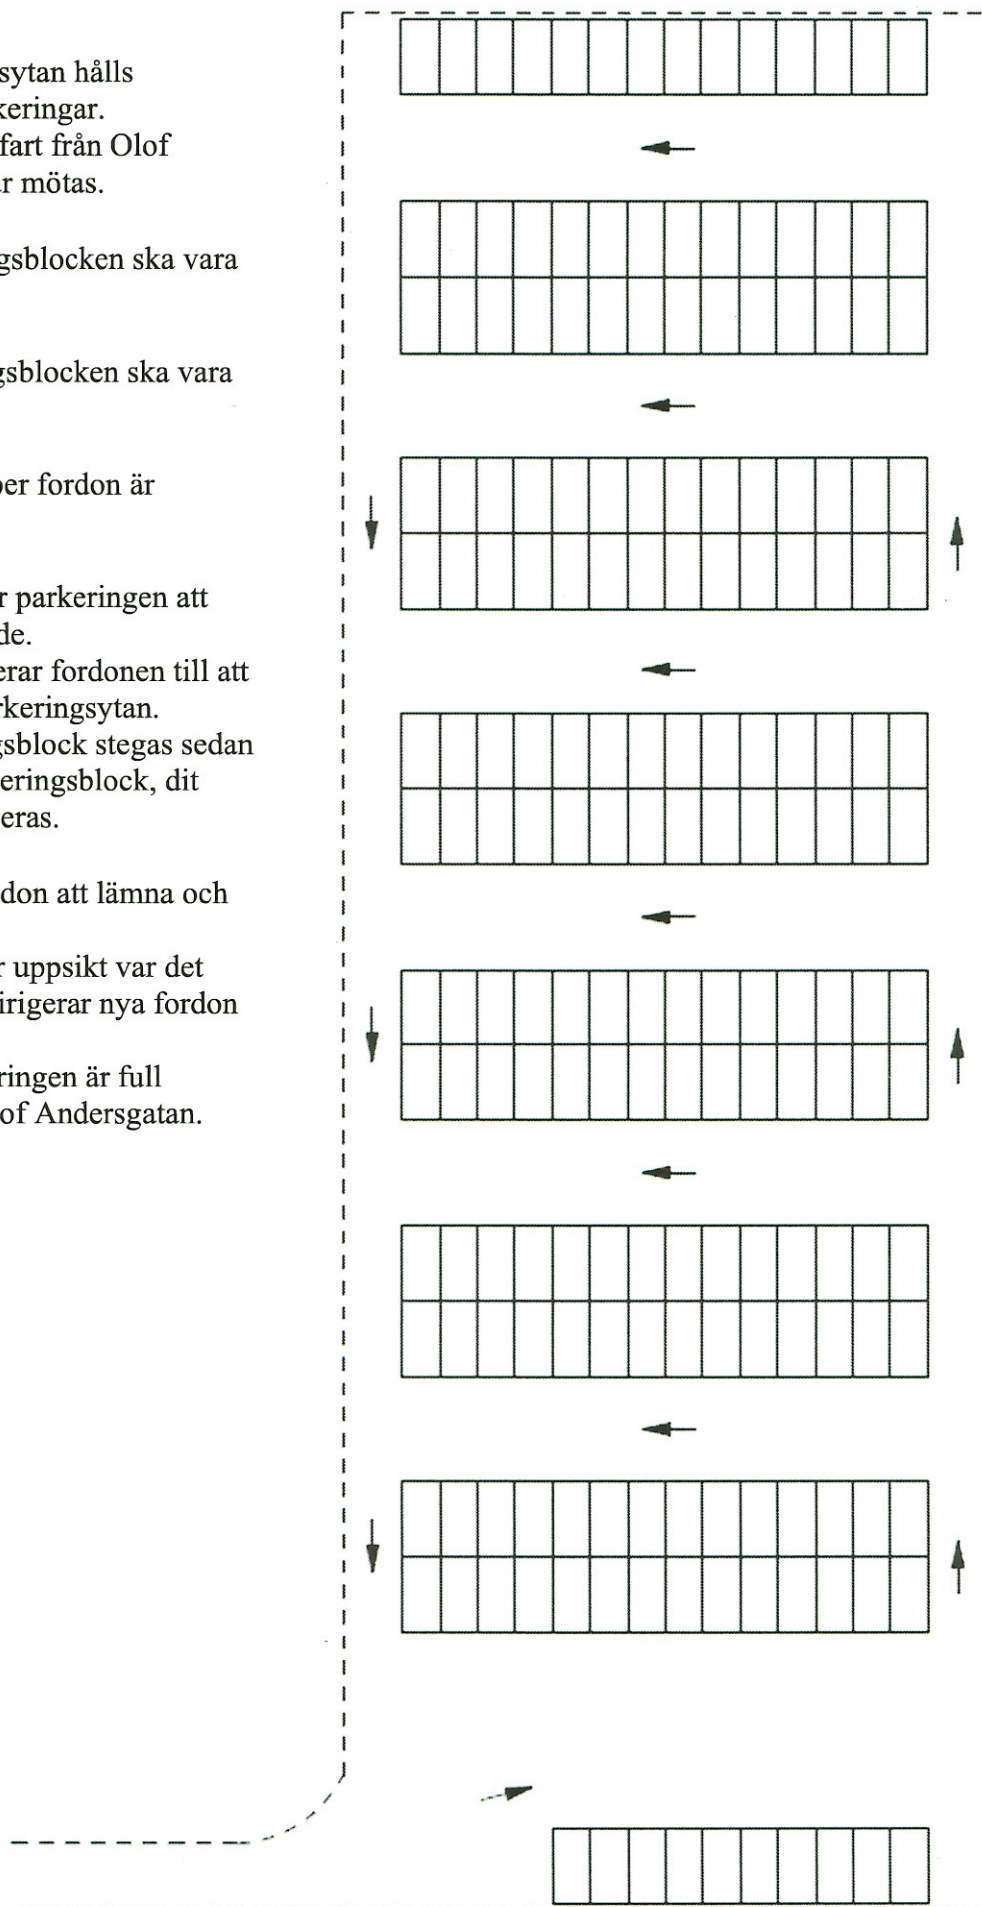 sytan hålls
keringar.
fart från Olof
r mötas.
gsblocken ska vara
gsblocken ska vara
per fordon är
r parkeringen att
de.
erar fordonen till att
rkeringsytan.
gsblock stegas sedan
eringsblock, dit
eras.
don att lämna och
r uppsikt var det
irigerar nya fordon
ringen är full
of Andersgatan.